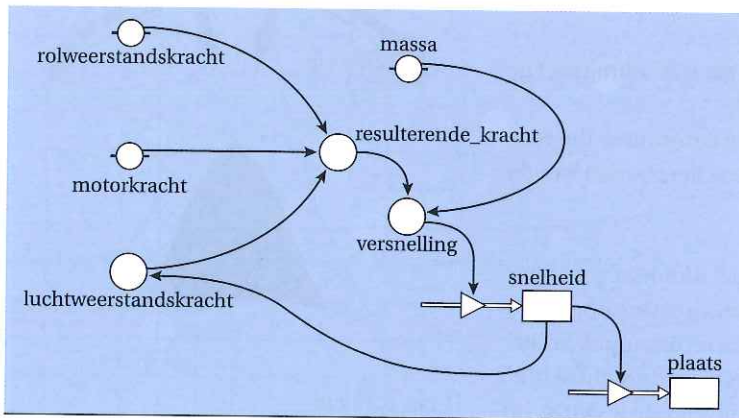 rolweerstandskracht
massa
resulterende_kracht
motorkracht
versnelling
luchtweerstandskracht
snelheid
plaats